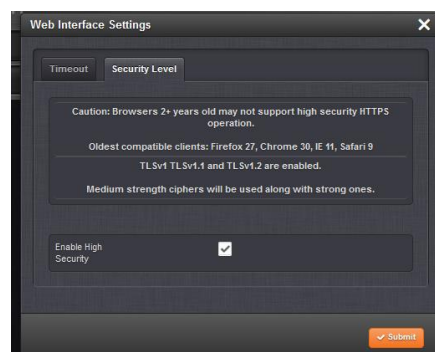 Web Interface Settings
Timeout
Security Level
Caution: Browsers 2+ years old may not support high security HTTPS
operation.
Oldest compatible clients: Firefox 27, Chrome 30, IE 11, Safari 9
TLSv1 TLSv1.1 and TLSv1.2 are enabled.
Medium strength ciphers will be used along with strong ones.
Enable High
Security
Submit